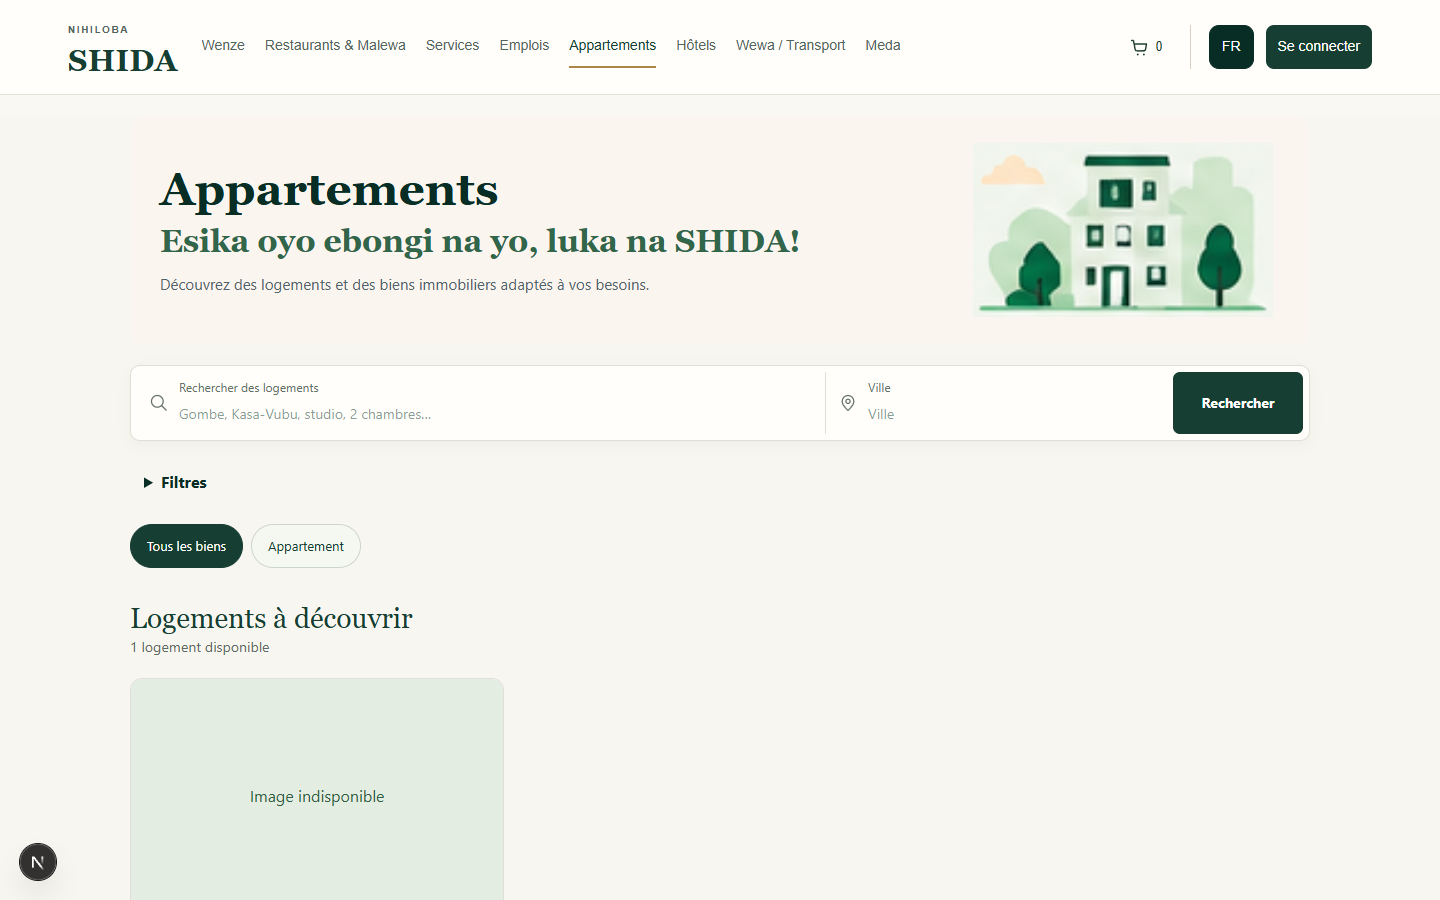 NIHILOBA
SHIDA
Wenze
Restaurants & Malewa
Services
Emplois
Appartements
Hôtels
Wewa / Transport
Meda
0
FR
Se connecter
Appartements
Esika oyo ebongi na yo, luka na SHIDA!
Découvrez des logements et des biens immobiliers adaptés à vos besoins.
Rechercher des logements
Gombe, Kasa-Vubu, studio, 2 chambres...
Ville
Ville
Rechercher
Filtres
Tous les biens
Appartement
Logements à découvrir
1 logement disponible
Image indisponible
N